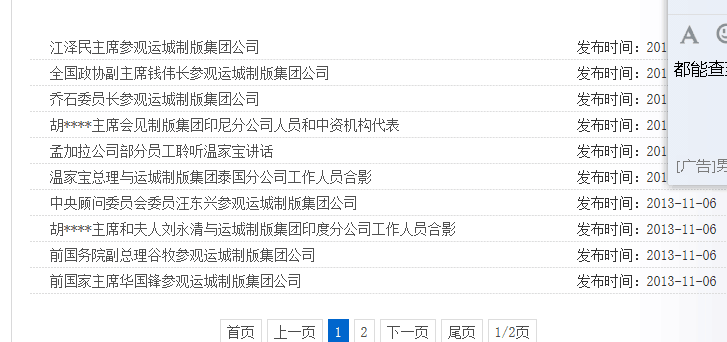 江泽民主席参观运城制版集团公司 发布时间：201
全国政协副主席钱伟长参观运城制版集团公司 发布时间：201
都能查
乔石委员长参观运城制版集团公司 发布时间：201
胡****主席会见制版集团印尼分公司人员和中资机构代表 发布时间：201
孟加拉公司部分员工聆听温家宝讲话 发布时间：201
温家宝总理与运城制版集团泰国分公司工作人员合影 发布时间：201
[广告]男
中央顾问委员会委员汪东兴参观运城制版集团公司 发布时间：2013-11-06
胡****主席和夫人刘永清与运城制版集团印度分公司工作人员合影 发布时间：2013-11-06
前国务院副总理谷牧参观运城制版集团公司 发布时间：2013-11-06
前国家主席华国锋参观运城制版集团公司 发布时间：2013-11-06
首页 上一页 1 2 下一页 尾页 1/2页